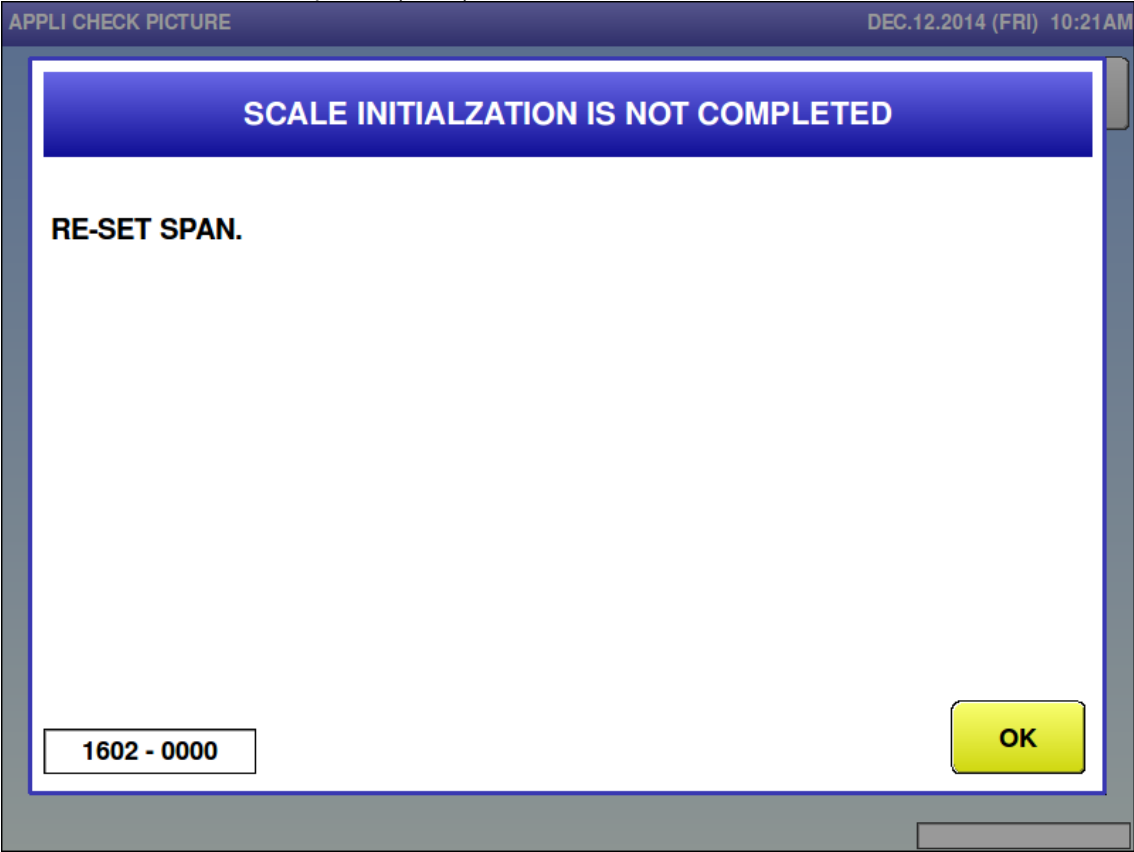 APPLI CHECK PICTURE DEC.12.2014 (FRI) 10:21AM
SCALE INITIALZATION IS NOT COMPLETED
RE-SET SPAN.
1602 - 0000
OK